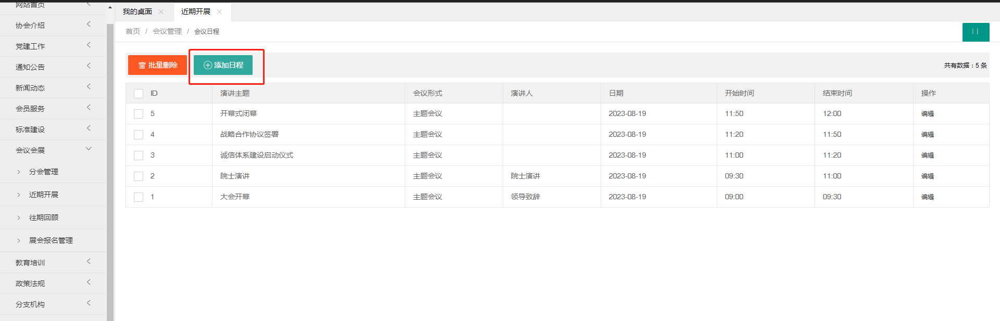 网站首页
协会介绍
党建工作
通知公告
新闻动态
会员服务
标准建设
会议会展
分会管理
近期开展
往期回顾
展会报名管理
教育培训
政策法规
分支机构
我的桌面 近期开展
首页 / 会议管理 / 会议日程
批量删除 添加日程 共有数据：5 条
ID 演讲主题 会议形式 演讲人 日期 开始时间 结束时间 操作
5 开幕式闭幕 主题会议 2023-08-19 11:50 12:00 编辑
4 战略合作协议签署 主题会议 2023-08-19 11:20 11:50 编辑
3 诚信体系建设启动仪式 主题会议 2023-08-19 11:00 11:20 编辑
2 院士演讲 主题会议 院士演讲 2023-08-19 09:30 11:00 编辑
1 大会开幕 主题会议 领导致辞 2023-08-19 09:00 09:30 编辑